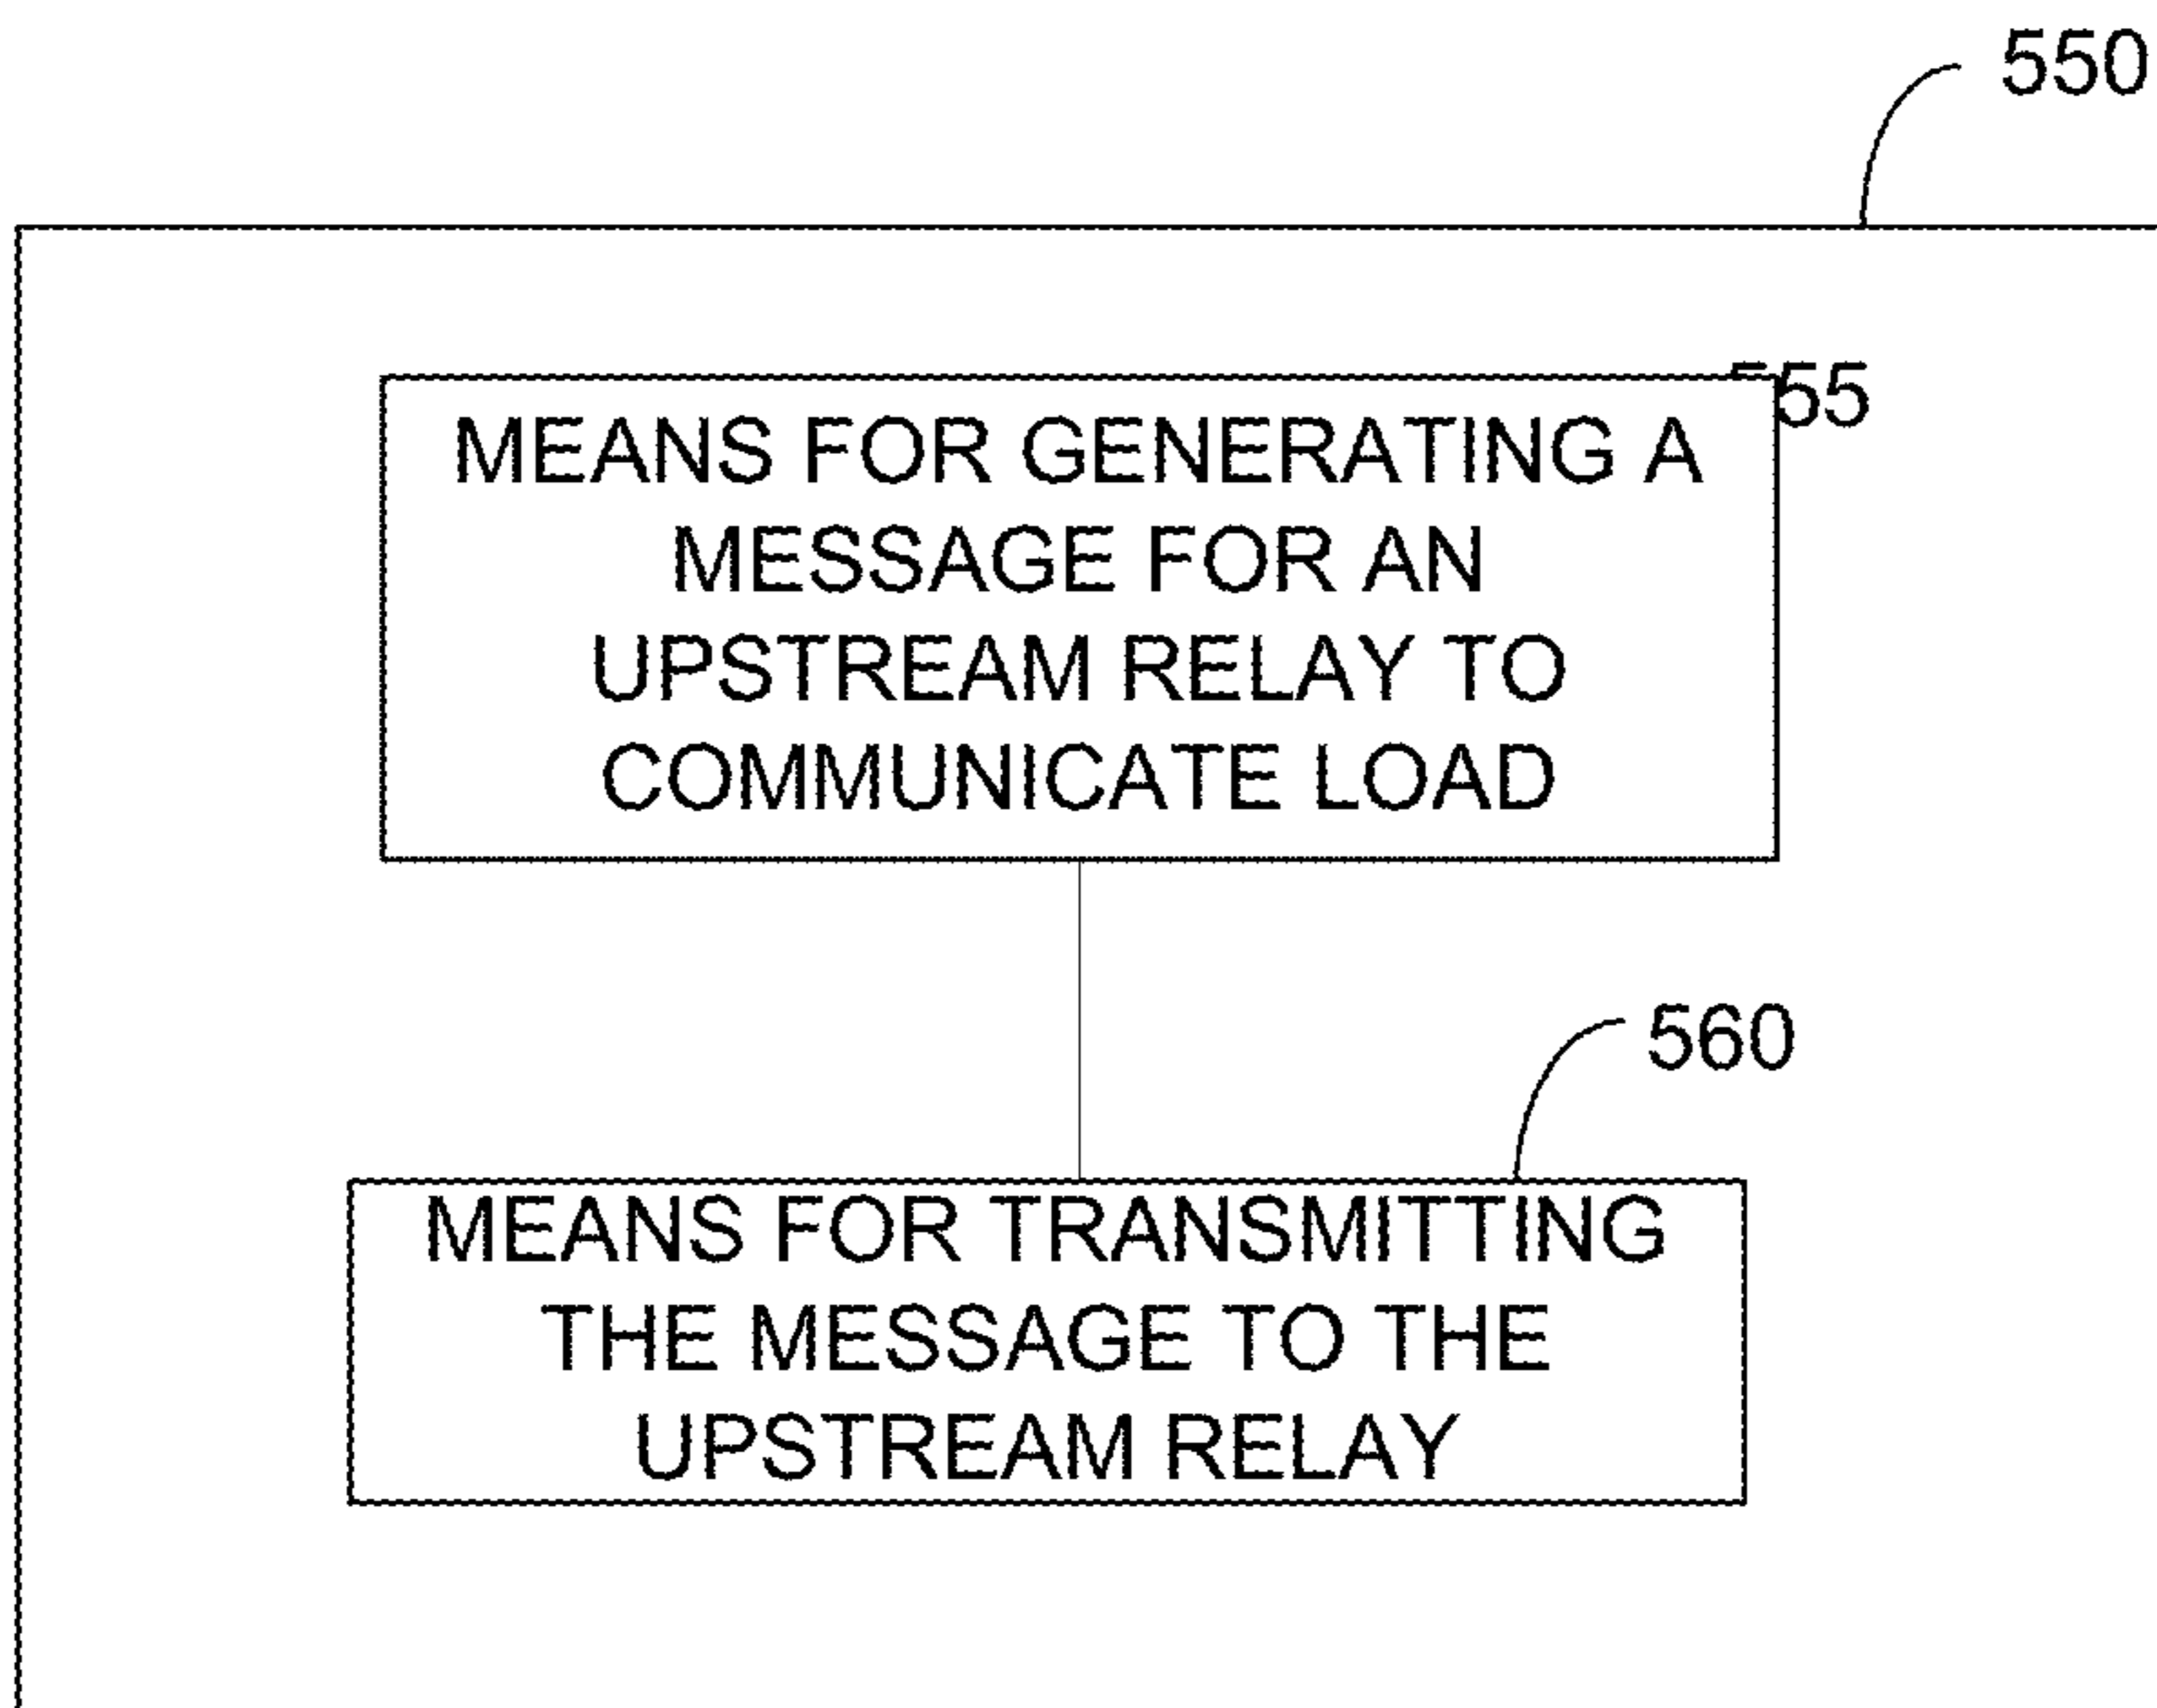 550
555
MEANS FOR GENERATING A
MESSAGE FOR AN
UPSTREAM RELAY TO
COMMUNICATE LOAD
560
MEANS FOR TRANSMITTING
THE MESSAGE TO THE
UPSTREAM RELAY